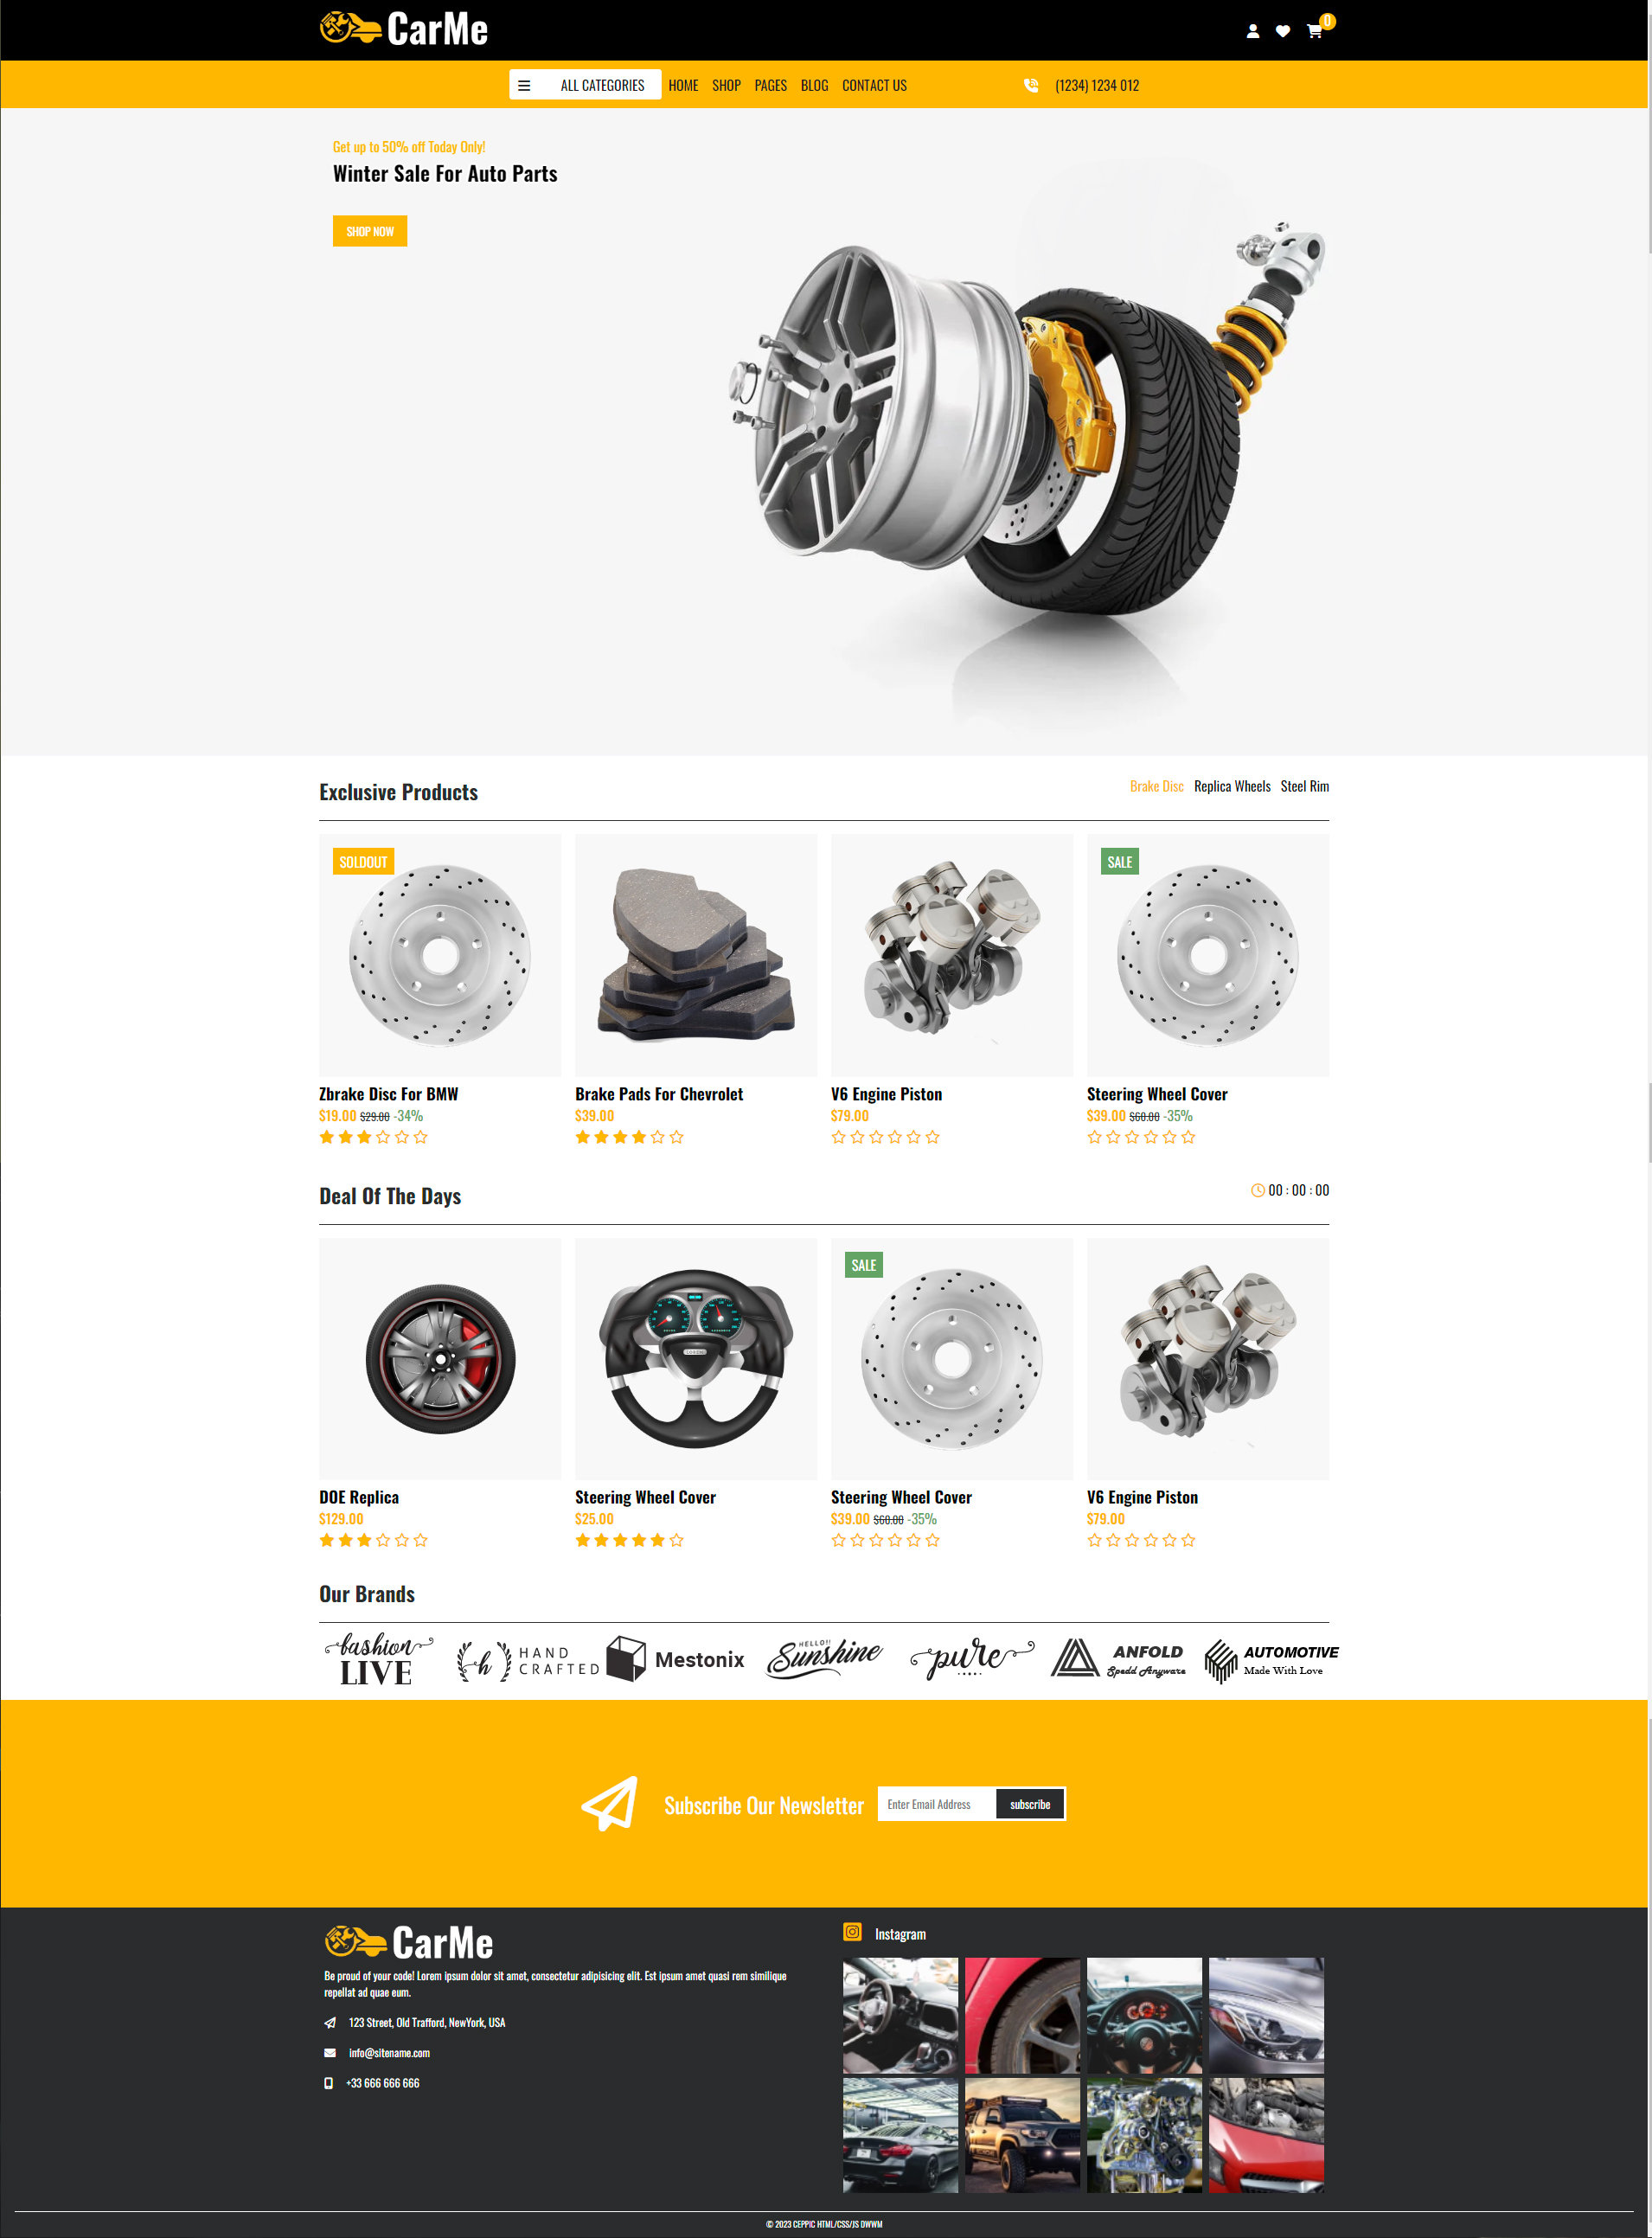 CarMe
0
ALL CATEGORIES HOME SHOP PAGES BLOG CONTACT US (1234) 1234 012
Get up to 50% off Today Only!
Winter Sale For Auto Parts
SHOP NOW
Exclusive Products
Brake Disc Replica Wheels Steel Rim
SOLDOUT
SALE
Zbrake Disc For BMW
$19.00 $29.00 -34%
Brake Pads For Chevrolet
$39.00
V6 Engine Piston
$79.00
Steering Wheel Cover
$39.00 $60.00 -35%
Deal Of The Days
00 : 00 : 00
SALE
DOE Replica
$129.00
Steering Wheel Cover
$25.00
Steering Wheel Cover
$39.00 $60.00 -35%
V6 Engine Piston
$79.00
Our Brands
fashion
LIVE
h
HAND
CRAFTED
Mestonix
HELLO!!
Sunshine
pure
ANFOLD
Spedd Anyware
AUTOMOTIVE
Made With Love
Subscribe Our Newsletter
Enter Email Address
subscribe
CarMe
Be proud of your code! Lorem ipsum dolor sit amet, consectetur adipisicing elit. Est ipsum amet quasi rem similique
repellat ad quae eum.
123 Street, Old Trafford, NewYork, USA
info@sitename.com
+33 666 666 666
Instagram
© 2023 CEPPIC HTML/CSS/JS DWWM